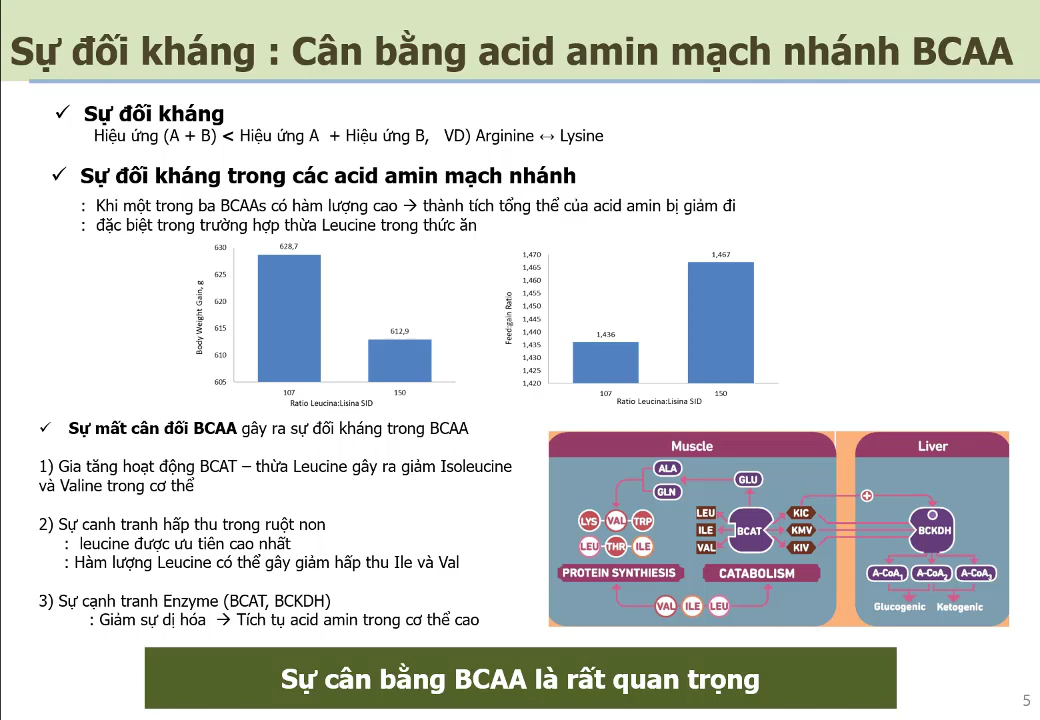 Sự đối kháng : Cân bằng acid amin mạch nhánh BCAA
✓ Sự đối kháng
Hiệu ứng (A + B) < Hiệu ứng A + Hiệu ứng B, VD) Arginine ↔ Lysine
✓ Sự đối kháng trong các acid amin mạch nhánh
: Khi một trong ba BCAAs có hàm lượng cao → thành tích tổng thể của acid amin bị giảm đi
: đặc biệt trong trường hợp thừa Leucine trong thức ăn
Body Weight Gain, g
630
625
620
615
610
605
628,7
612,9
107 150
Ratio Leucina:Lisina SID
Feed:gain Ratio
1,470
1,465
1,460
1,455
1,450
1,445
1,440
1,435
1,430
1,425
1,420
1,436
1,467
107 150
Ratio Leucina:Lisina SID
✓ Sự mất cân đối BCAA gây ra sự đối kháng trong BCAA
1) Gia tăng hoạt động BCAT – thừa Leucine gây ra giảm Isoleucine
và Valine trong cơ thể
2) Sự canh tranh hấp thu trong ruột non
: leucine được ưu tiên cao nhất
: Hàm lượng Leucine có thể gây giảm hấp thu Ile và Val
3) Sự cạnh tranh Enzyme (BCAT, BCKDH)
: Giảm sự dị hóa → Tích tụ acid amin trong cơ thể cao
Muscle
ALA
GLN
GLU
LYS VAL TRP
LEU THR ILE
LEU
ILE
VAL
BCAT
KIC
KMV
KIV
PROTEIN SYNTHIESIS
CATABOLISM
VAL ILE LEU
Liver
+
BCKDH
A-CoA1 A-CoA2 A-CoA3
Glucogenic Ketogenic
Sự cân bằng BCAA là rất quan trọng
5